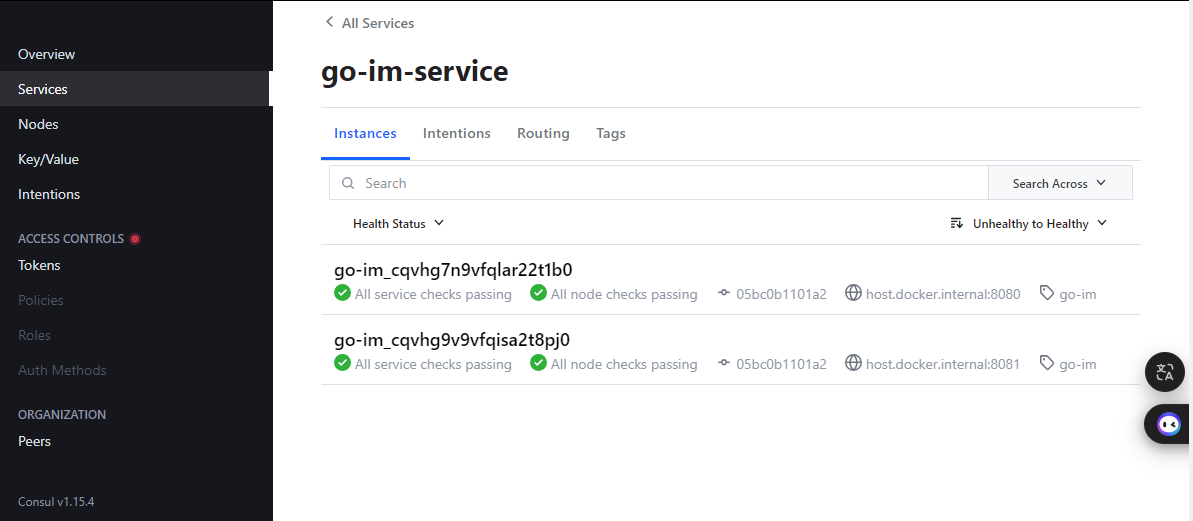 Overview
Services
Nodes
Key/Value
Intentions
ACCESS CONTROLS
Tokens
Policies
Roles
Auth Methods
ORGANIZATION
Peers
Consul v1.15.4
All Services
go-im-service
Instances Intentions Routing Tags
Search Search Across
Health Status Unhealthy to Healthy
go-im_cqvhg7n9vfqlar22t1b0
All service checks passing All node checks passing 05bc0b1101a2 host.docker.internal:8080 go-im
go-im_cqvhg9v9vfqisa2t8pj0
All service checks passing All node checks passing 05bc0b1101a2 host.docker.internal:8081 go-im